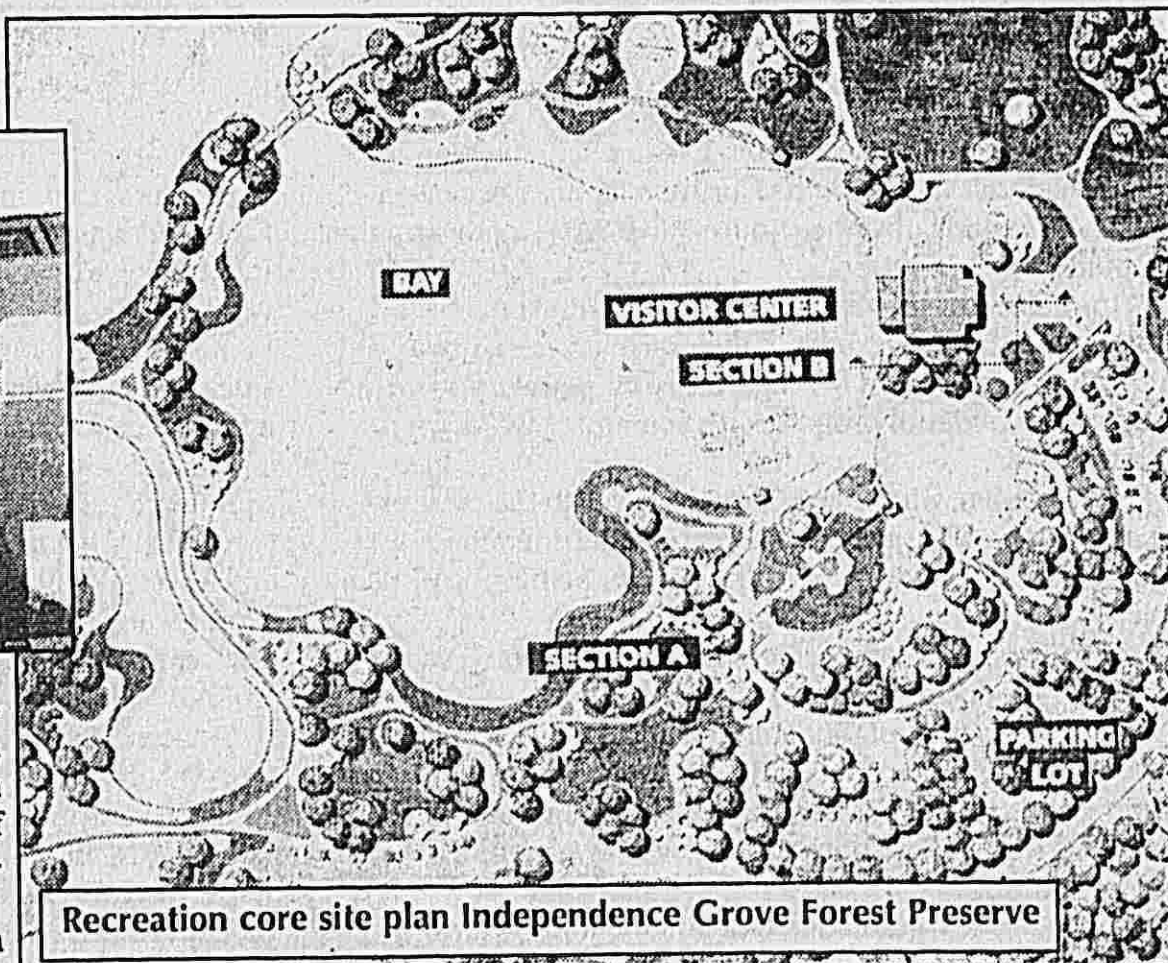 BAY
VISITOR CENTER
SECTION B
SECTION A
PARKING
LOT
Recreation core site plan Independence Grove Forest Preserve